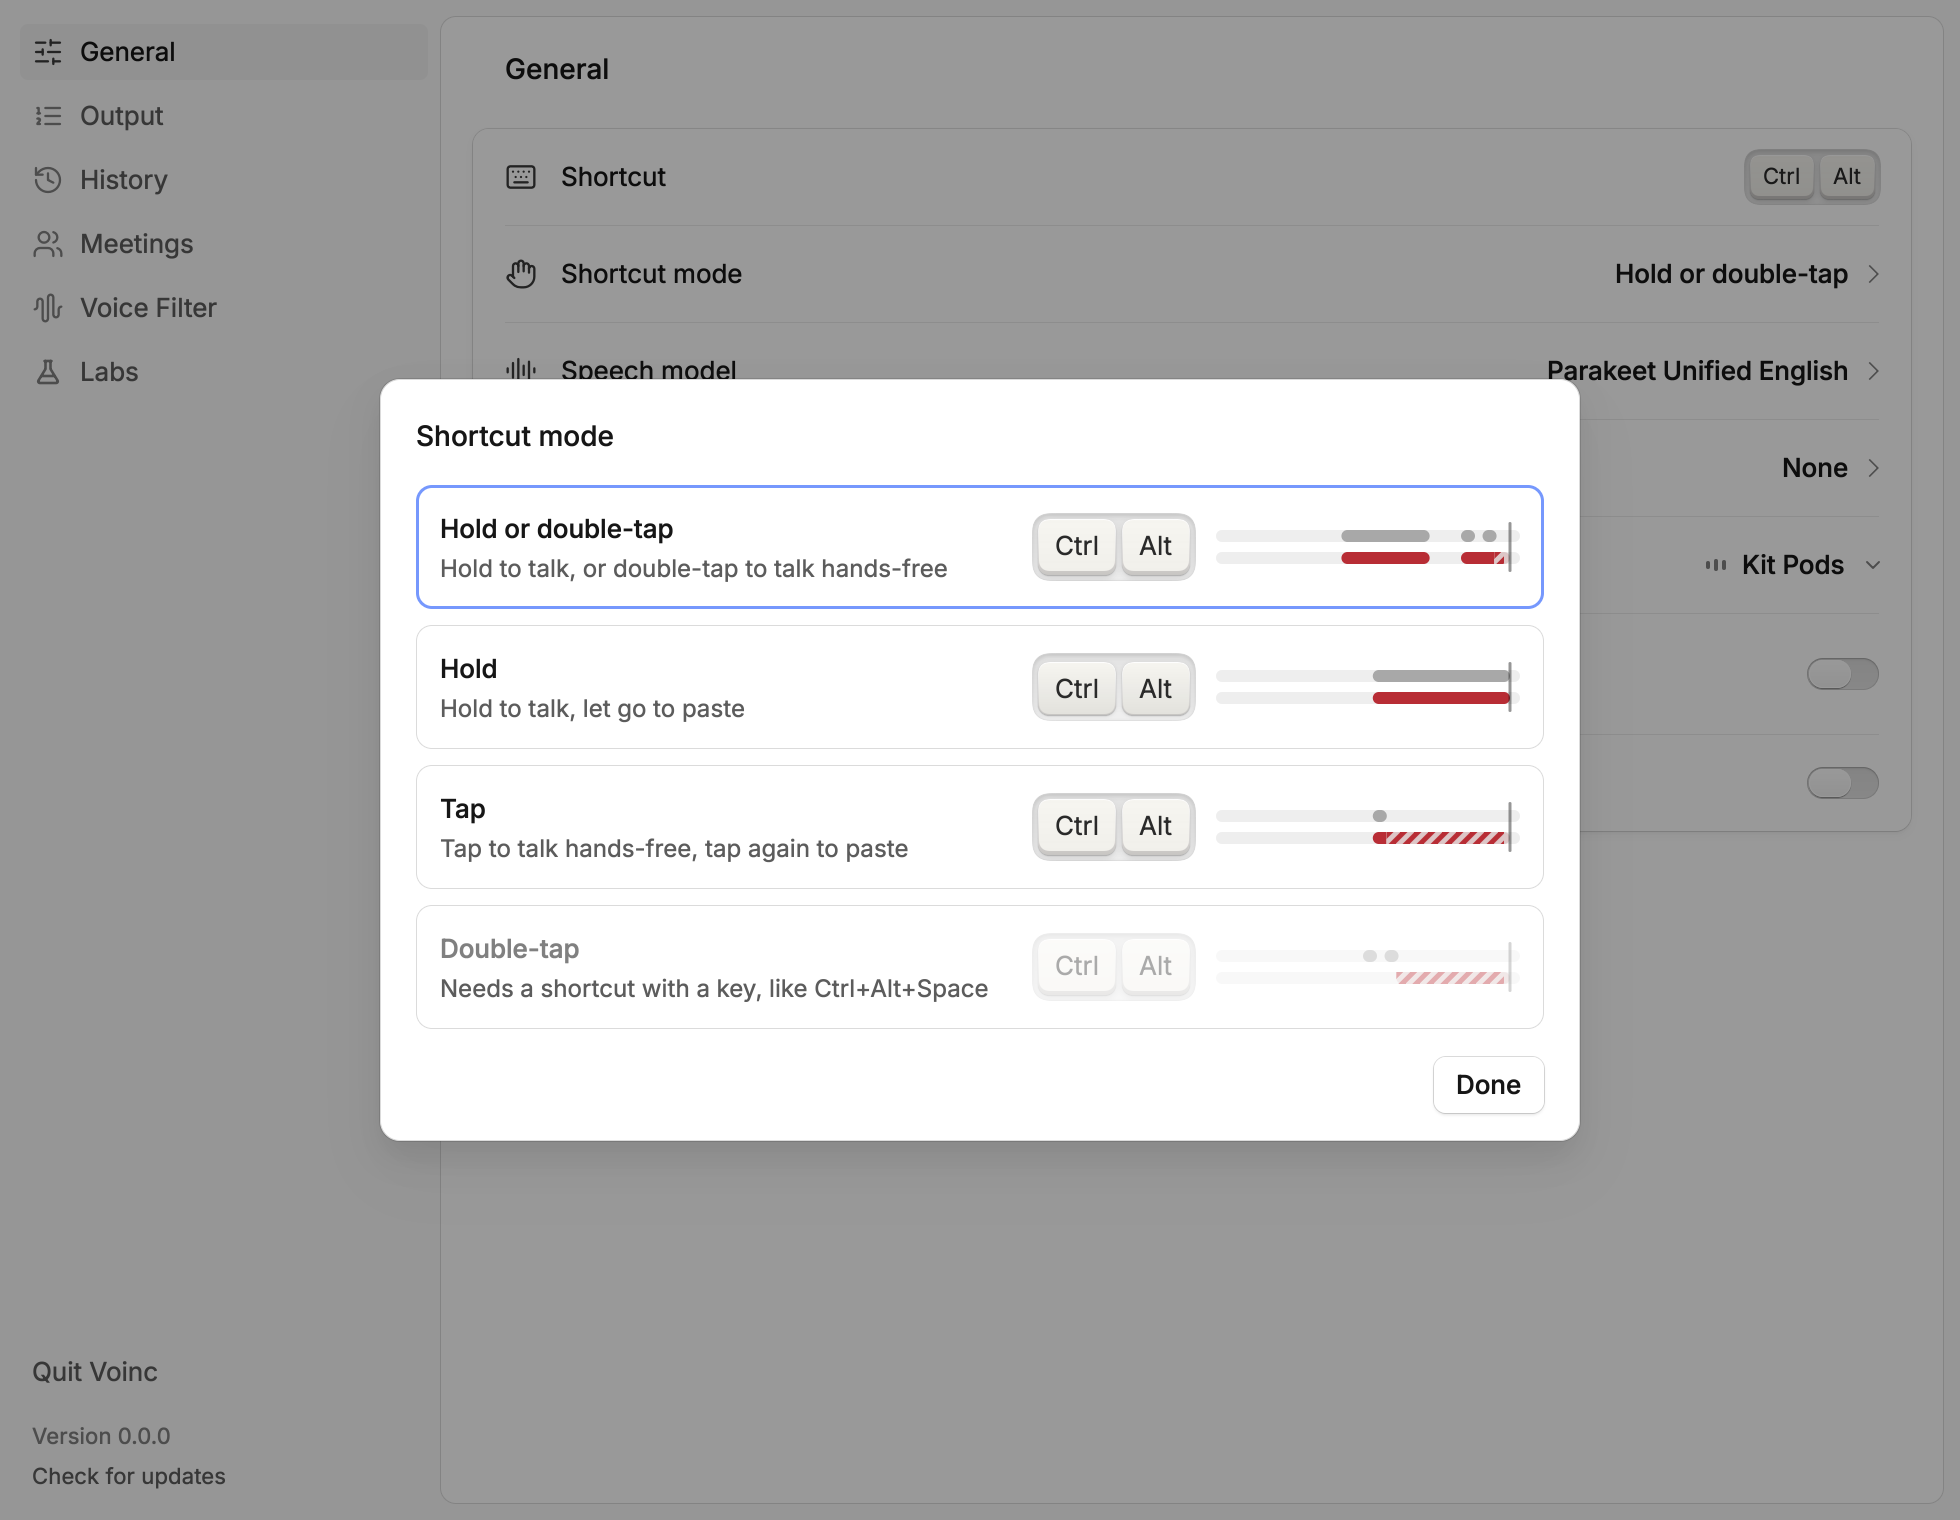 General
Output
History
Meetings
Voice Filter
Labs
Quit Voinc
Version 0.0.0
Check for updates
General
Shortcut
Ctrl Alt
Shortcut mode
Hold or double-tap
Speech model
Parakeet Unified English
None
Kit Pods
Shortcut mode
Hold or double-tap
Hold to talk, or double-tap to talk hands-free
Ctrl Alt
Hold
Hold to talk, let go to paste
Ctrl Alt
Tap
Tap to talk hands-free, tap again to paste
Ctrl Alt
Double-tap
Needs a shortcut with a key, like Ctrl+Alt+Space
Ctrl Alt
Done